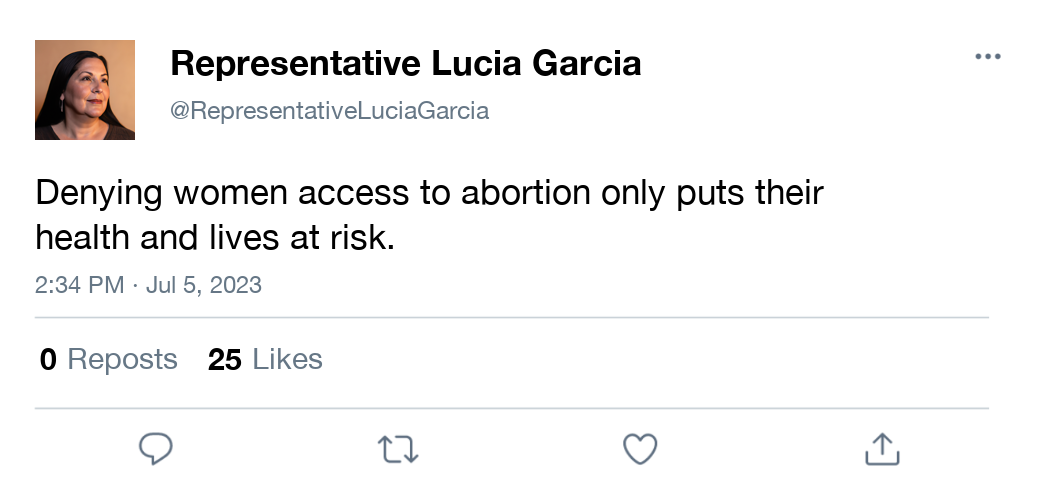 Representative Lucia Garcia
@RepresentativeLuciaGarcia
Denying women access to abortion only puts their
health and lives at risk.
2:34 PM · Jul 5, 2023
0 Reposts 25 Likes